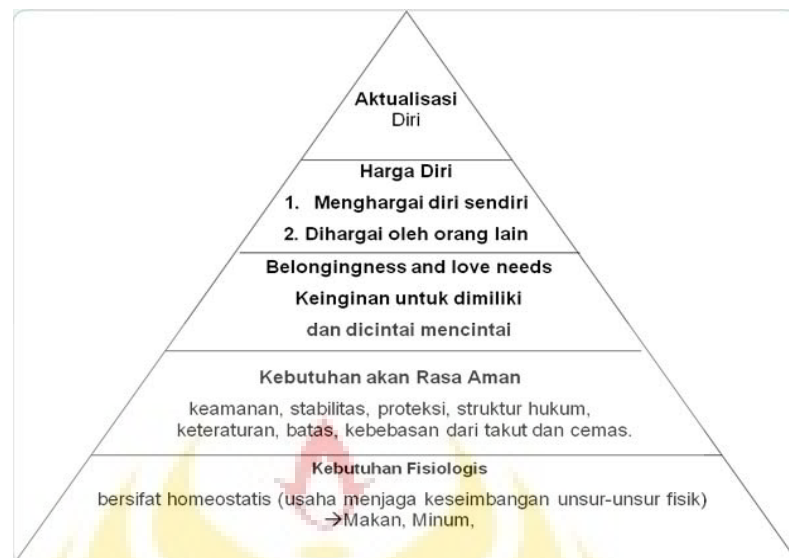 Aktualisasi
Diri
Harga Diri
1. Menghargai diri sendiri
2. Dihargai oleh orang lain
Belongingness and love needs
Keinginan untuk dimiliki
dan dicintai mencintai
Kebutuhan akan Rasa Aman
keamanan, stabilitas, proteksi, struktur hukum,
keteraturan, batas, kebebasan dari takut dan cemas.
Kebutuhan Fisiologis
bersifat homeostatis (usaha menjaga keseimbangan unsur-unsur fisik)
→Makan, Minum,